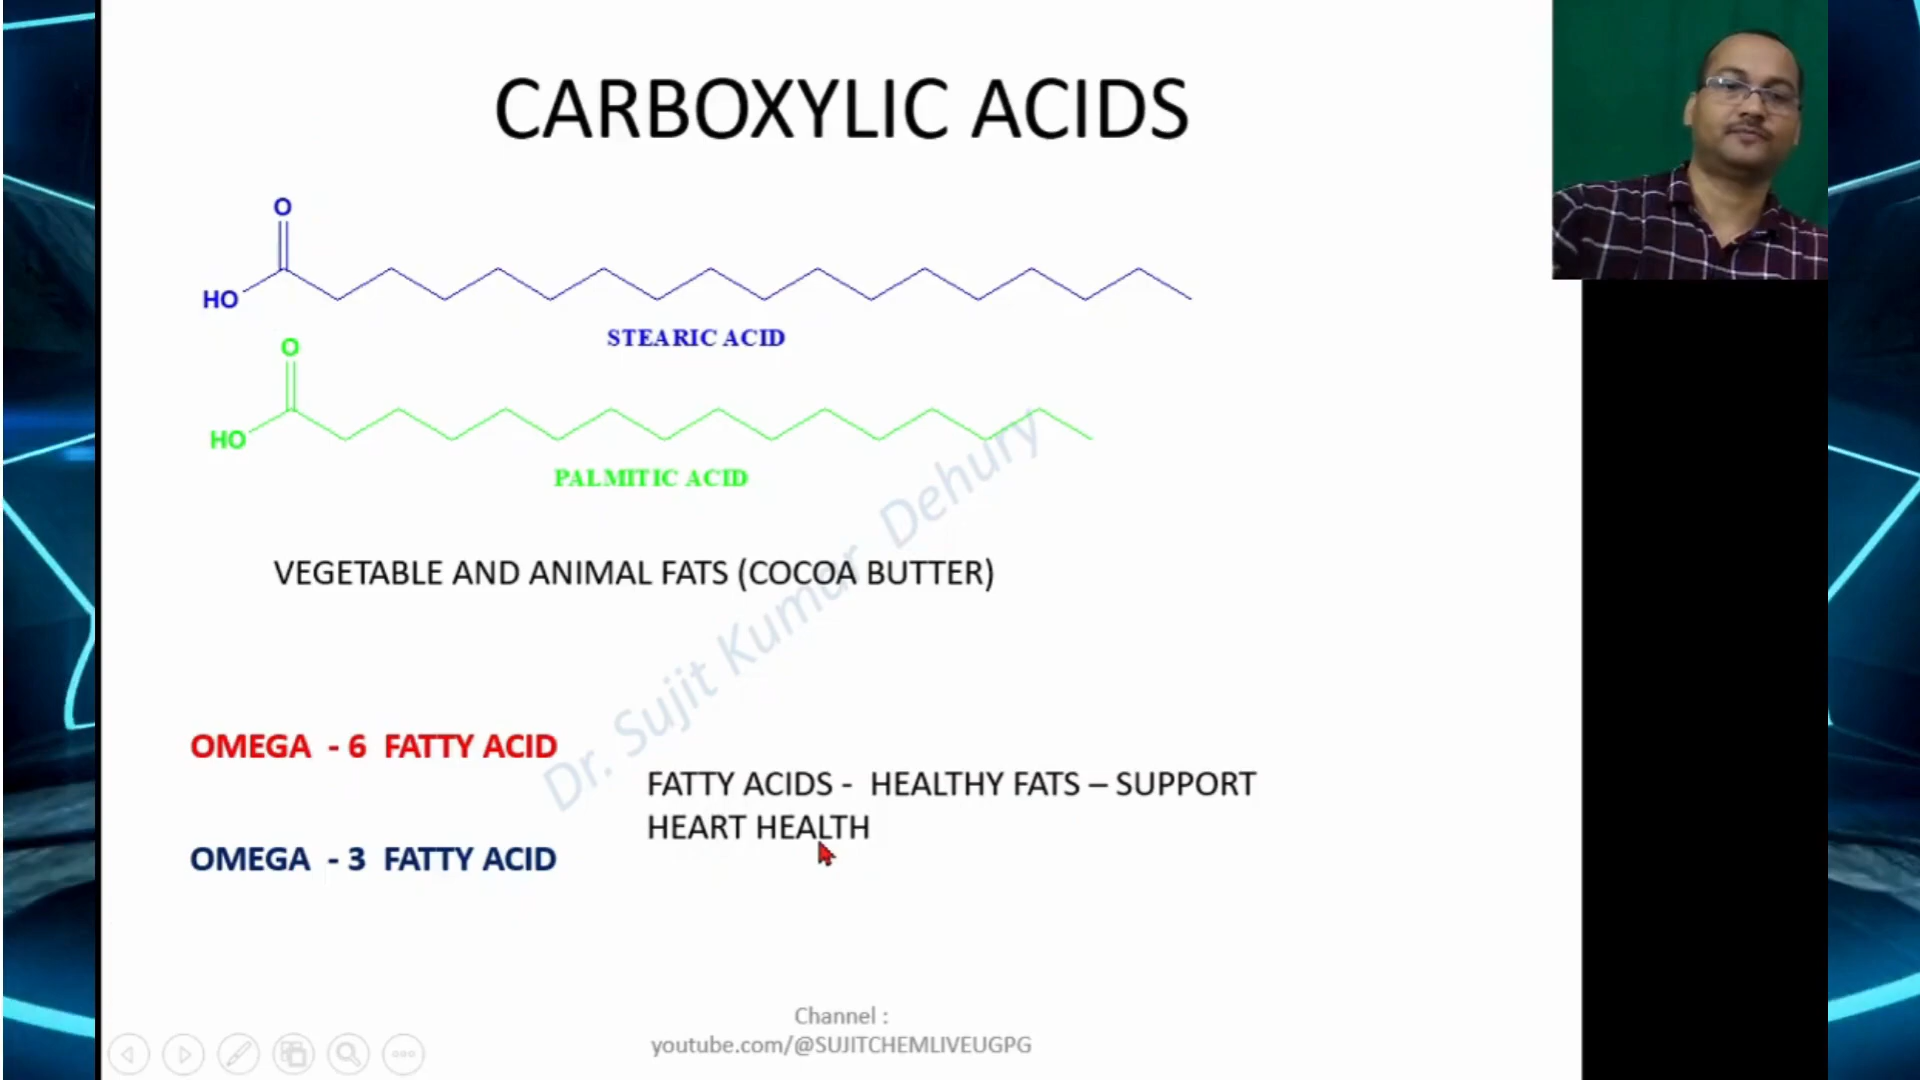 CARBOXYLIC ACIDS
O
HO
STEARIC ACID
O
HO
PALMITIC ACID
VEGETABLE AND ANIMAL FATS (COCOA BUTTER)
Dr. Sujit Kumar Dehury
OMEGA - 6 FATTY ACID
FATTY ACIDS - HEALTHY FATS – SUPPORT
HEART HEALTH
OMEGA - 3 FATTY ACID
Channel :
youtube.com/@SUJITCHEMLIVEUGPG